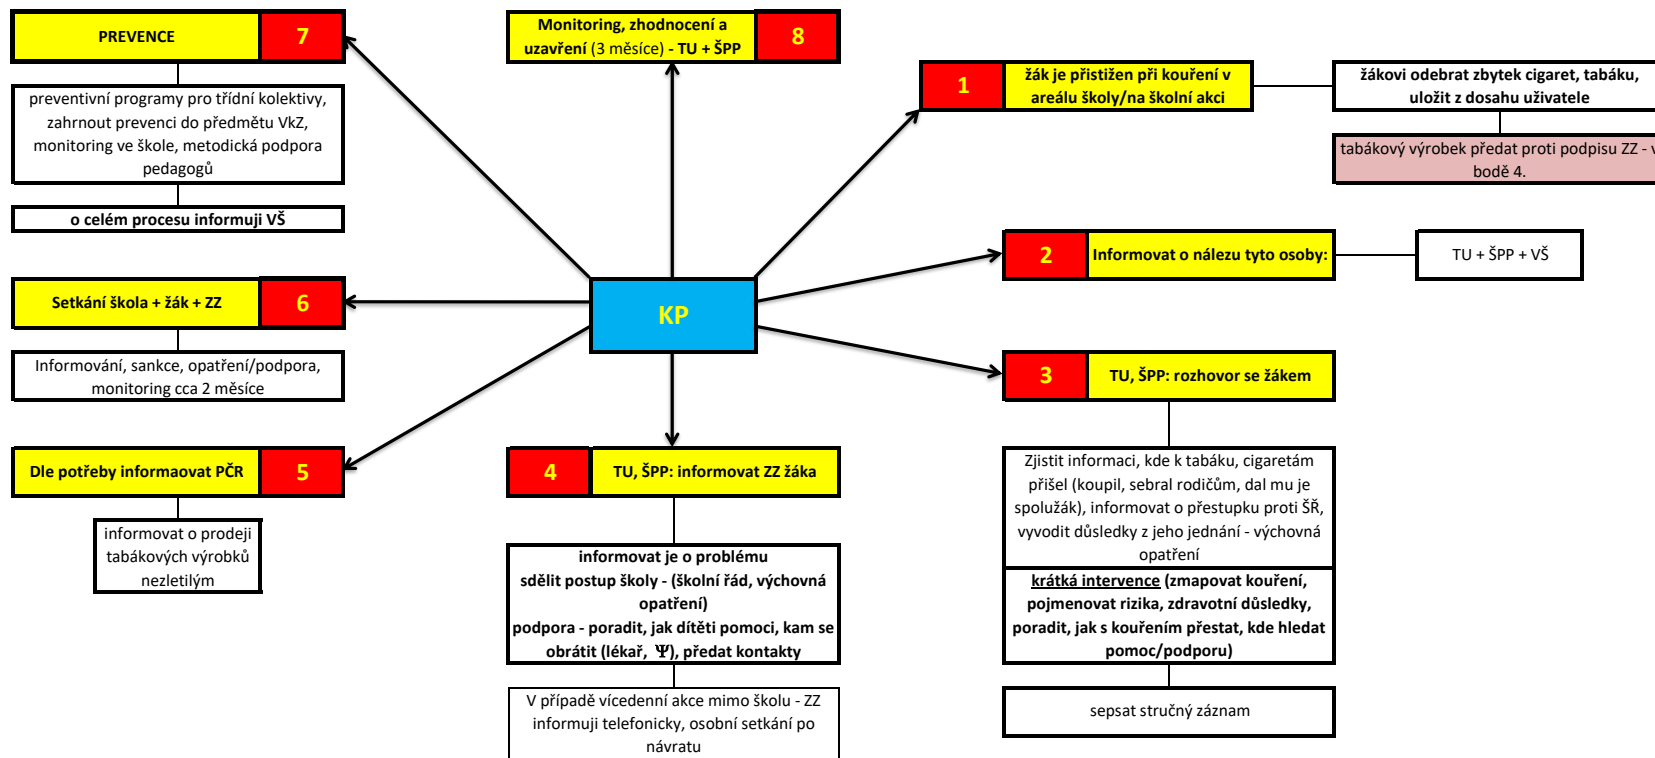 PREVENCE 7
preventivní programy pro třídní kolektivy,
zahrnout prevenci do předmětu VkZ,
monitoring ve škole, metodická podpora
pedagogů
o celém procesu informuji VŠ
Monitoring, zhodnocení a
uzavření (3 měsíce) - TU + ŠPP
8
1
žák je přistižen při kouření v
areálu školy/na školní akci
žákovi odebrat zbytek cigaret, tabáku,
uložit z dosahu uživatele
tabákový výrobek předat proti podpisu ZZ - v
bodě 4.
2 Informovat o nálezu tyto osoby:
TU + ŠPP + VŠ
Setkání škola + žák + ZZ 6
Informování, sankce, opatření/podpora,
monitoring cca 2 měsíce
KP
3 TU, ŠPP: rozhovor se žákem
Zjistit informaci, kde k tabáku, cigaretám
přišel (koupil, sebral rodičům, dal mu je
spolužák), informovat o přestupku proti ŠŘ,
vyvodit důsledky z jeho jednání - výchovná
opatření
krátká intervence (zmapovat kouření,
pojmenovat rizika, zdravotní důsledky,
poradit, jak s kouřením přestat, kde hledat
pomoc/podporu)
sepsat stručný záznam
Dle potřeby informaovat PČR 5
informovat o prodeji
tabákových výrobků
nezletilým
4 TU, ŠPP: informovat ZZ žáka
informovat je o problému
sdělit postup školy - (školní řád, výchovná
opatření)
podpora - poradit, jak dítěti pomoci, kam se
obrátit (lékař, Ψ), předat kontakty
V případě vícedenní akce mimo školu - ZZ
informuji telefonicky, osobní setkání po
návratu